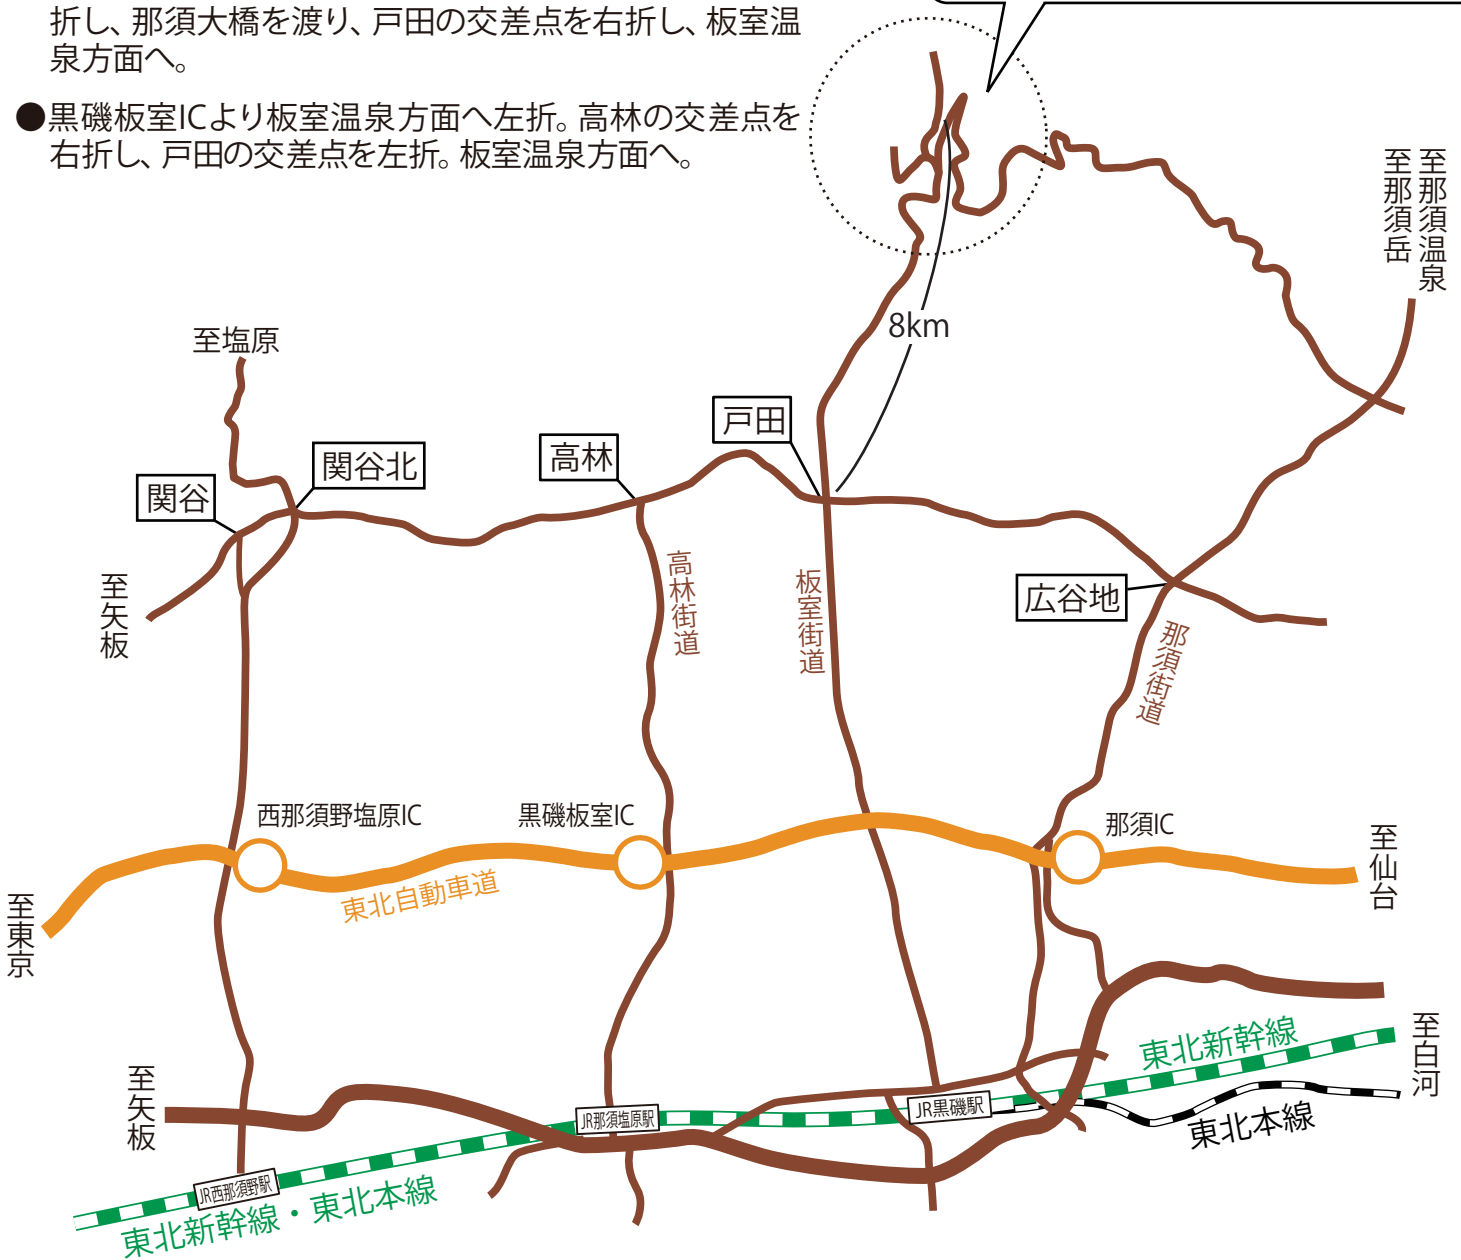 折し、那須大橋を渡り、戸田の交差点を右折し、板室温
泉方面へ。
●黒磯板室ICより板室温泉方面へ左折。高林の交差点を
右折し、戸田の交差点を左折。板室温泉方面へ。
至那須温泉
至那須岳
8km
至塩原
戸田
高林
関谷北
関谷
至矢板
高林街道
板室街道
広谷地
那須街道
西那須野塩原IC
黒磯板室IC
那須IC
至仙台
東北自動車道
至東京
東北新幹線
至白河
至矢板
JR那須塩原駅
JR黒磯駅
東北本線
JR西那須野駅
東北新幹線・東北本線